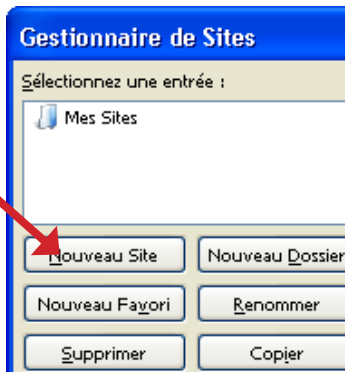 Gestionnaire de Sites
Sélectionnez une entrée :
Mes Sites
Nouveau Site Nouveau Dossier
Nouveau Favori Renommer
Supprimer Copier